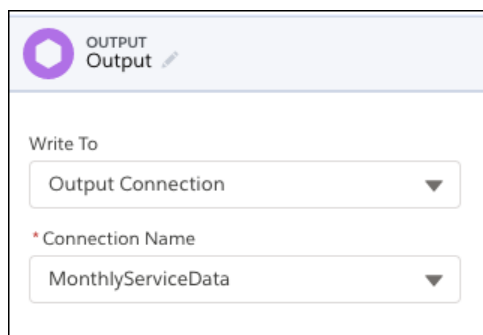 OUTPUT
Output
Write To
Output Connection
* Connection Name
MonthlyServiceData